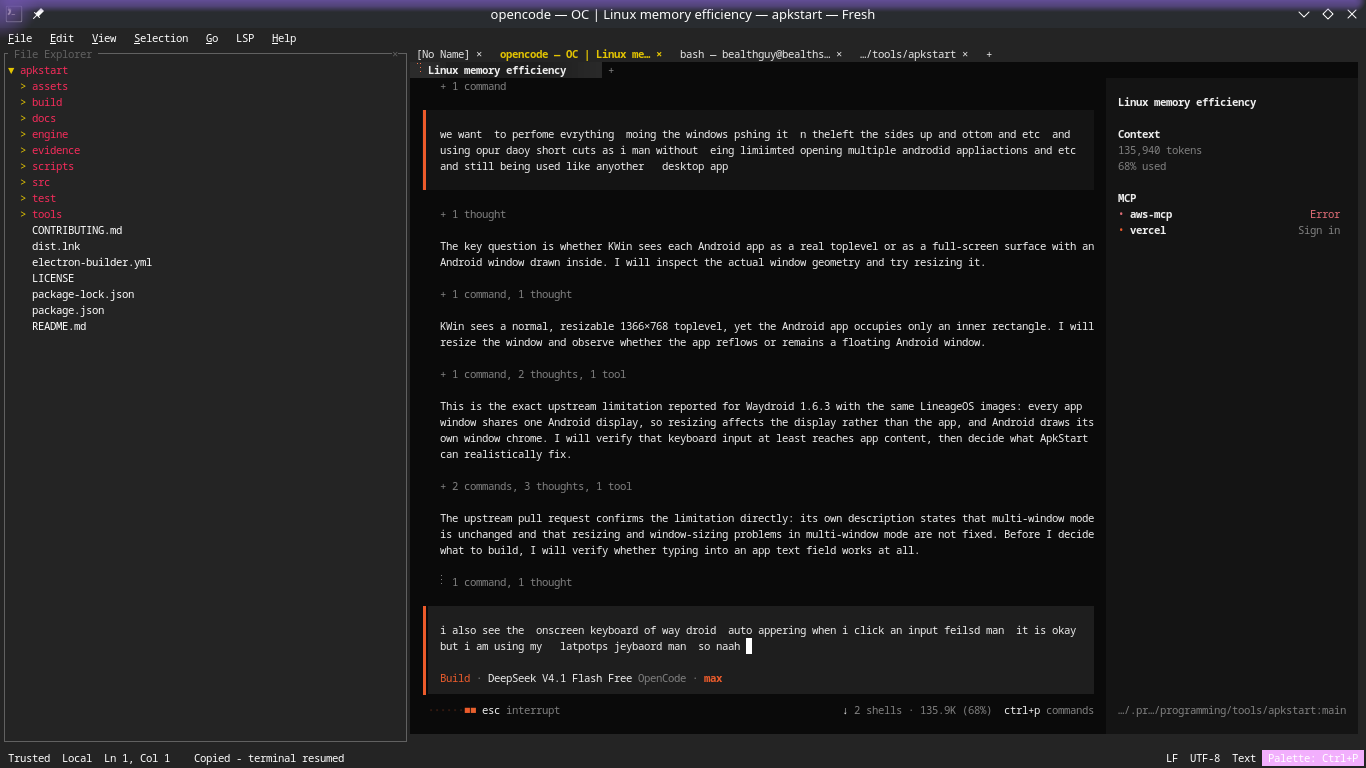 opencode — OC | Linux memory efficiency — apkstart — Fresh
File Edit View Selection Go LSP Help
File Explorer ×
[No Name] × opencode — OC | Linux me… × bash — bealthguy@bealths… × …/tools/apkstart × +
▼ apkstart
> assets
> build
> docs
> engine
> evidence
> scripts
> src
> test
> tools
CONTRIBUTING.md
dist.lnk
electron-builder.yml
LICENSE
package-lock.json
package.json
README.md
Linux memory efficiency +
+ 1 command
we want  to perfome evrything  moing the windows pshing it  n theleft the sides up and ottom and etc  and
using opur daoy short cuts as i man without  eing limiimted opening multiple androdid appliactions and etc
and still being used like anyother   desktop app
+ 1 thought
The key question is whether KWin sees each Android app as a real toplevel or as a full-screen surface with an
Android window drawn inside. I will inspect the actual window geometry and try resizing it.
+ 1 command, 1 thought
KWin sees a normal, resizable 1366×768 toplevel, yet the Android app occupies only an inner rectangle. I will
resize the window and observe whether the app reflows or remains a floating Android window.
+ 1 command, 2 thoughts, 1 tool
This is the exact upstream limitation reported for Waydroid 1.6.3 with the same LineageOS images: every app
window shares one Android display, so resizing affects the display rather than the app, and Android draws its
own window chrome. I will verify that keyboard input at least reaches app content, then decide what ApkStart
can realistically fix.
+ 2 commands, 3 thoughts, 1 tool
The upstream pull request confirms the limitation directly: its own description states that multi-window mode
is unchanged and that resizing and window-sizing problems in multi-window mode are not fixed. Before I decide
what to build, I will verify whether typing into an app text field works at all.
1 command, 1 thought
i also see the  onscreen keyboard of way droid  auto appering when i click an input feilsd man  it is okay
but i am using my   latpotps jeybaord man  so naah
Build · DeepSeek V4.1 Flash Free OpenCode · max
esc interrupt ↓ 2 shells · 135.9K (68%) ctrl+p commands
Linux memory efficiency
Context
135,940 tokens
68% used
MCP
• aws-mcp Error
• vercel Sign in
…/.pr…/programming/tools/apkstart:main
Trusted Local Ln 1, Col 1 Copied - terminal resumed LF UTF-8 Text Palette: Ctrl+P